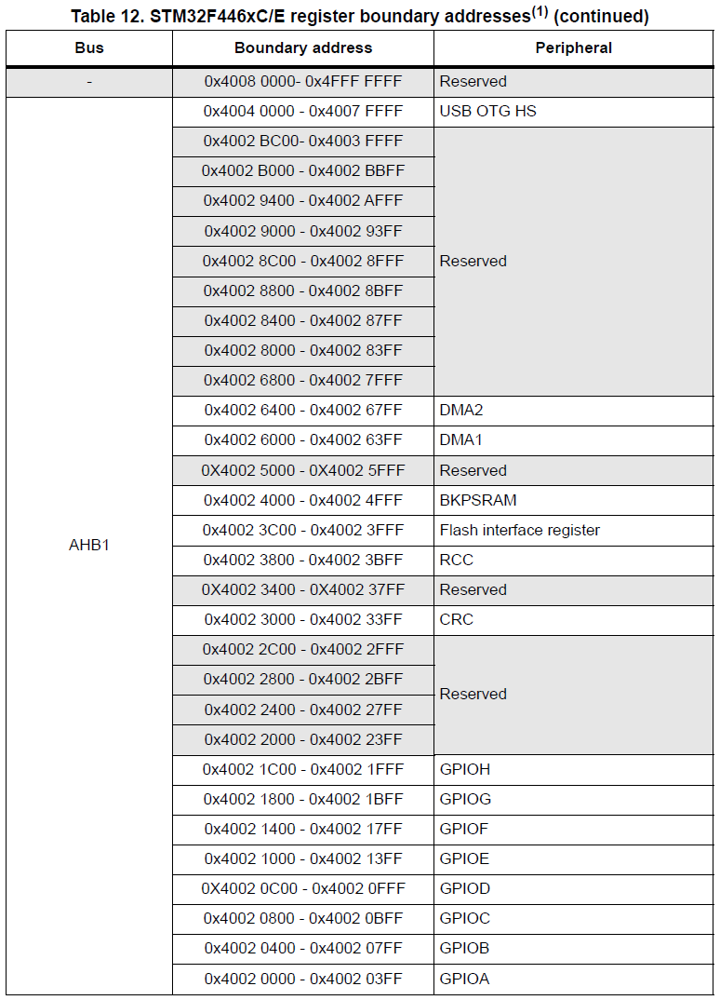 Table 12. STM32F446xC/E register boundary addresses(1) (continued)
Bus Boundary address Peripheral
- 0x4008 0000- 0x4FFF FFFF Reserved
0x4004 0000 - 0x4007 FFFF USB OTG HS
0x4002 BC00- 0x4003 FFFF
0x4002 B000 - 0x4002 BBFF
0x4002 9400 - 0x4002 AFFF
0x4002 9000 - 0x4002 93FF
0x4002 8C00 - 0x4002 8FFF Reserved
0x4002 8800 - 0x4002 8BFF
0x4002 8400 - 0x4002 87FF
0x4002 8000 - 0x4002 83FF
0x4002 6800 - 0x4002 7FFF
0x4002 6400 - 0x4002 67FF DMA2
0x4002 6000 - 0x4002 63FF DMA1
0X4002 5000 - 0X4002 5FFF Reserved
0x4002 4000 - 0x4002 4FFF BKPSRAM
0x4002 3C00 - 0x4002 3FFF Flash interface register
AHB1
0x4002 3800 - 0x4002 3BFF RCC
0X4002 3400 - 0X4002 37FF Reserved
0x4002 3000 - 0x4002 33FF CRC
0x4002 2C00 - 0x4002 2FFF
0x4002 2800 - 0x4002 2BFF
Reserved
0x4002 2400 - 0x4002 27FF
0x4002 2000 - 0x4002 23FF
0x4002 1C00 - 0x4002 1FFF GPIOH
0x4002 1800 - 0x4002 1BFF GPIOG
0x4002 1400 - 0x4002 17FF GPIOF
0x4002 1000 - 0x4002 13FF GPIOE
0X4002 0C00 - 0x4002 0FFF GPIOD
0x4002 0800 - 0x4002 0BFF GPIOC
0x4002 0400 - 0x4002 07FF GPIOB
0x4002 0000 - 0x4002 03FF GPIOA